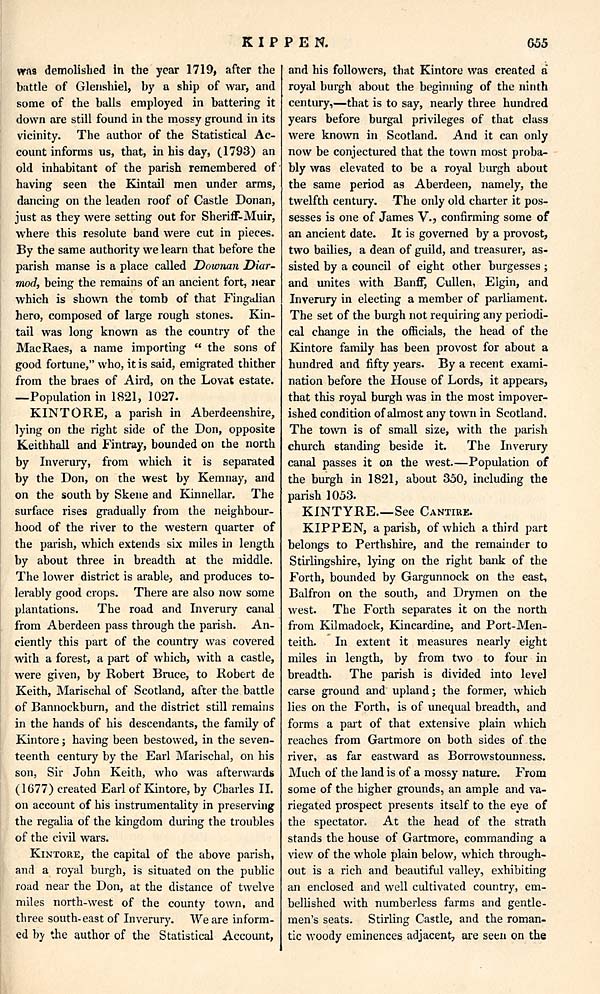 KIPPEN.
655
was demolished in the year 1719, after the
battle of Glenshiel, by a ship of war, and
some of the balls employed in battering it
down are still found in the mossy ground in its
vicinity. The author of the Statistical Ac-
count informs us, that, in his day, (1793) an
old inhabitant of the parish remembered of
having seen the Kintail men under arms,
dancing on the leaden roof of Castle Donan,
just as they were setting out for Sheriff-Muir,
where this resolute band were cut in pieces.
By the same authority we learn that before the
parish manse is a place called Downan Diar-
mod, being the remains of an ancient fort, near
which is shown the tomb of that Fingalian
hero, composed of large rough stones. Kin-
tail was long known as the country of the
MacRaes, a name importing “ the sons of
good fortune,” who, it is said, emigrated thither
from the braes of Aird, on the Lovat estate.
—Population in 1821, 1027.
KINTORE, a parish in Aberdeenshire,
lying on the right side of the Don, opposite
Keithhall and Fintray, bounded on the north
by Inverury, from which it is separated
by the Don, on the west by Kemnay, and
on the south by Skene and Kinnellar. The
surface rises gradually from the neighbour-
hood of the river to the western quarter of
the parish, which extends six miles in length
by about three in breadth at the middle.
The lower district is arable, and produces to-
lerably good crops. There are also now some
plantations. The road and Inverury canal
from Aberdeen pass through the parish. An-
ciently this part of the country was covered
with a forest, a part of which, with a castle,
were given, by Robert Bruce, to Robert de
Keith, Marischal of Scotland, after the battle
of Bannockburn, and the district still remains
in the hands of his descendants, the family of
Kintore; having been bestowed, in the seven-
teenth century by the Earl Marischal, on his
son, Sir John Keith, who was afterwards
(1677) created Earl of Kintore, by Charles II.
on account of his instrumentality in preserving
the regalia of the kingdom during the troubles
of the civil wars.
KINTORE, the capital of the above parish,
and a royal burgh, is situated on the public
road near the Don, at the distance of twelve
miles north-west of the county town, and
three south-east of Inverury. We are inform-
ed by the author of the Statistical Account,
and his followers, that Kintore was created a
royal burgh about the beginning of the ninth
century,—that is to say, nearly three hundred
years before burgal privileges of that class
were known in Scotland. And it can only
now be conjectured that the town most proba-
bly was elevated to be a royal burgh about
the same period as Aberdeen, namely, the
twelfth century. The only old charter it pos-
sesses is one of James V., confirming some of
an ancient date. It is governed by a provost,
two bailies, a dean of guild, and treasurer, as-
sisted by a council of eight other burgesses;
and unites with Banff, Cullen, Elgin, and
Inverury in electing a member of parliament.
The set of the burgh not requiring any periodi-
cal change in the officials, the head of the
Kintore family has been provost for about a
hundred and fifty years. By a recent exami-
nation before the House of Lords, it appears,
that this royal burgh was in the most impover-
ished condition of almost any town in Scotland.
The town is of small size, with the parish
church standing beside it. The Inverury
canal passes it on the west.—Population of
the burgh in 1821, about 350, including the
parish 1053.
KINTYRE.—See CANTIRE.
KIPPEN, a parish, of which a third part
belongs to Perthshire, and the remainder to
Stirlingshire, lying on the right bank of the
Forth, bounded by Gargunnock on the east,
Balfron on the south, and Drymen on the
west. The Forth separates it on the north
from Kilmadock, Kincardine, and Port-Men-
teith. In extent it measures nearly eight
miles in length, by from two to four in
breadth. The parish is divided into level
carse ground and upland; the former, which
lies on the Forth, is of unequal breadth, and
forms a part of that extensive plain which
reaches from Gartmore on both sides of the
river, as far eastward as Borrowstounness.
Much of the land is of a mossy nature. From
some of the higher grounds, an ample and va-
riegated prospect presents itself to the eye of
the spectator. At the head of the strath
stands the house of Gartmore, commanding a
view of the whole plain below, which through-
out is a rich and beautiful valley, exhibiting
an enclosed and well cultivated country, em-
bellished with numberless farms and gentle-
men's seats. Stirling Castle, and the roman-
tic woody eminences adjacent, are seen on the